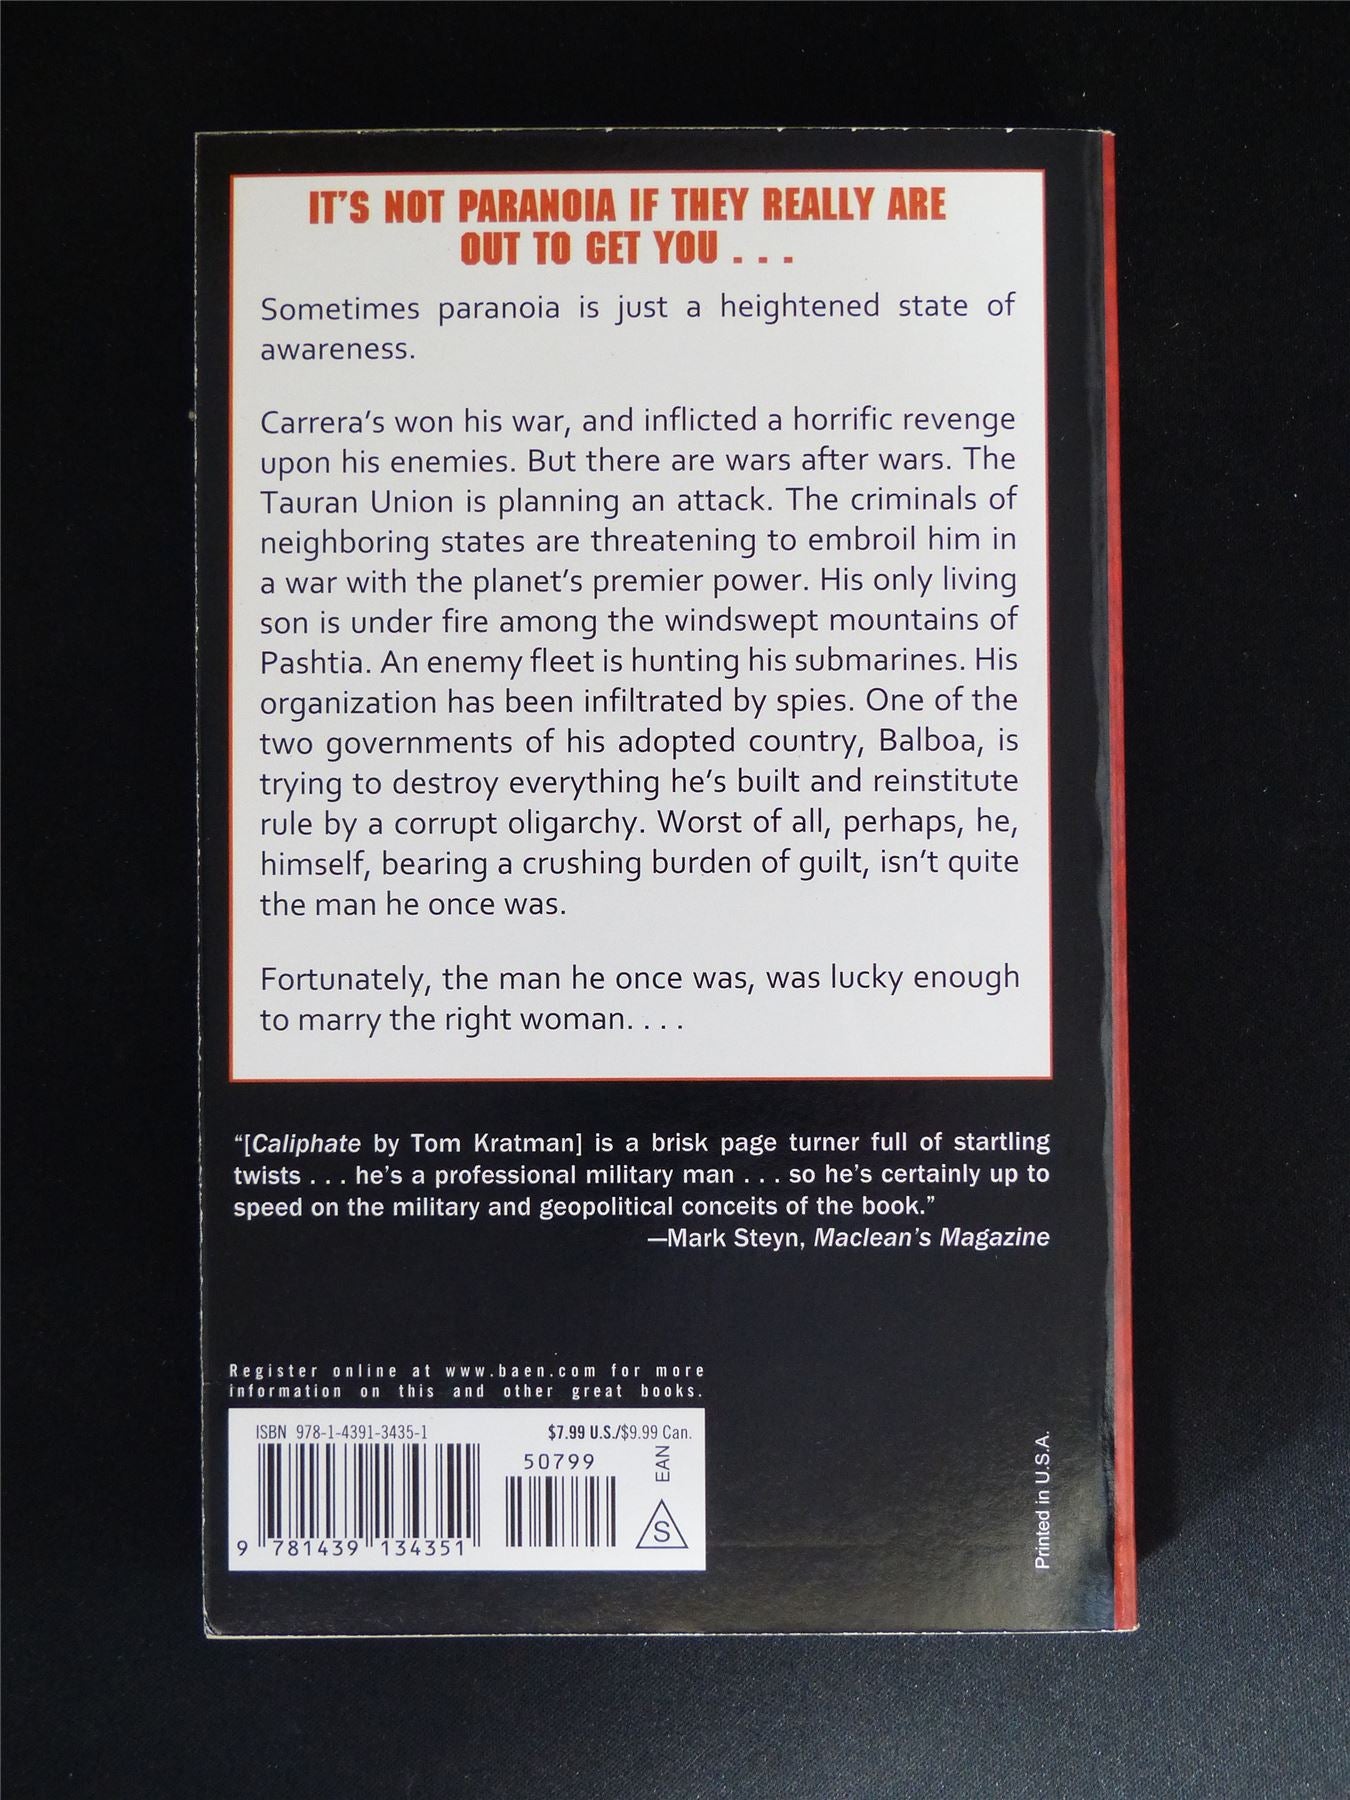 IT'S NOT PARANOIA IF THEY REALLY ARE
OUT TO GET YOU . . .
Sometimes paranoia is just a heightened state of
awareness.
Carrera's won his war, and inflicted a horrific revenge
upon his enemies. But there are wars after wars. The
Tauran Union is planning an attack. The criminals of
neighboring states are threatening to embroil him in
a war with the planet's premier power. His only living
son is under fire among the windswept mountains of
Pashtia. An enemy fleet is hunting his submarines. His
organization has been infiltrated by spies. One of the
two governments of his adopted country, Balboa, is
trying to destroy everything he's built and reinstitute
rule by a corrupt oligarchy. Worst of all, perhaps, he,
himself, bearing a crushing burden of guilt, isn't quite
the man he once was.
Fortunately, the man he once was, was lucky enough
to marry the right woman. . . .
"[Caliphate by Tom Kratman] is a brisk page turner full of startling
twists . . . he's a professional military man . . . so he's certainly up to
speed on the military and geopolitical conceits of the book."
—Mark Steyn, Maclean's Magazine
Register online at www.baen.com for more
information on this and other great books.
ISBN 978-1-4391-3435-1
$7.99 U.S./$9.99 Can.
50799
EAN
S
9 781439 134351
Printed in U.S.A.